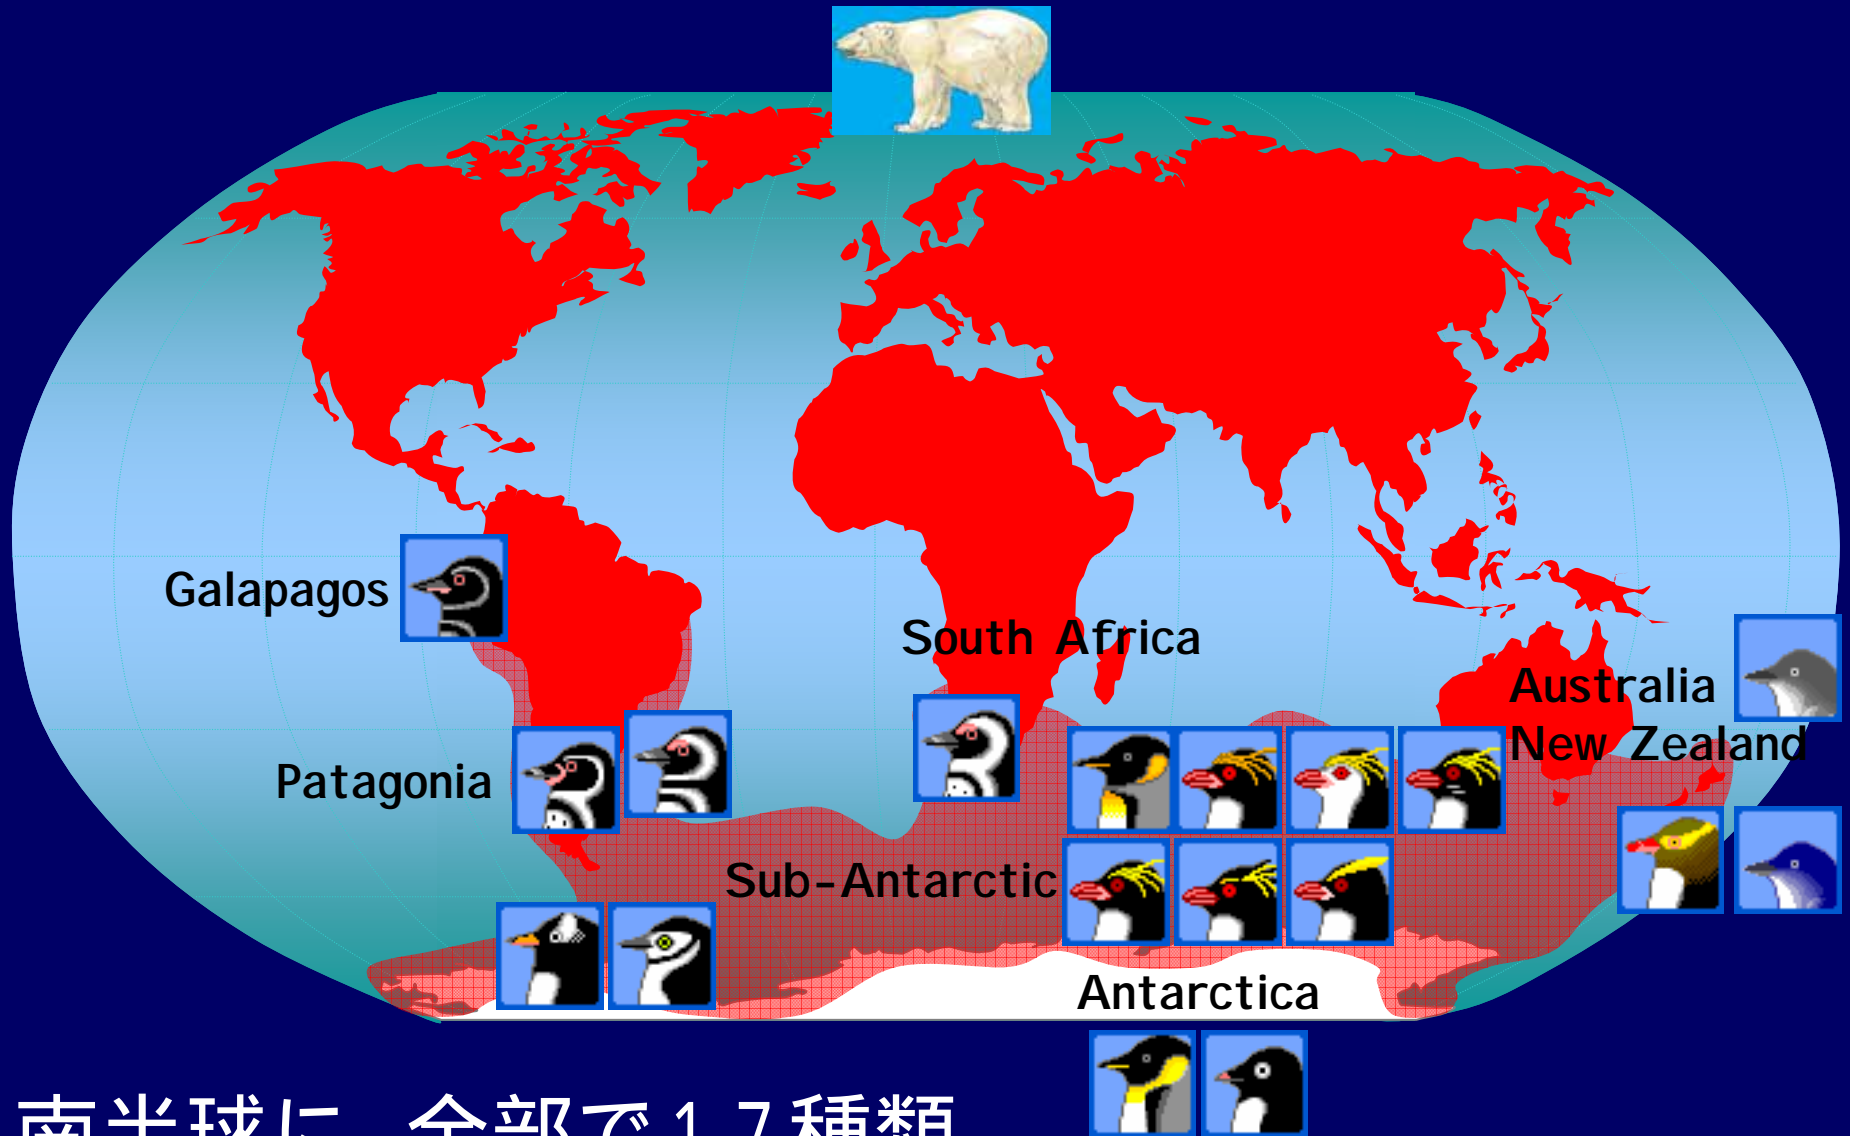 Galapagos
South Africa
Australia
New Zealand
Patagonia
Sub-Antarctic
Antarctica
南半球に 全部で17種類